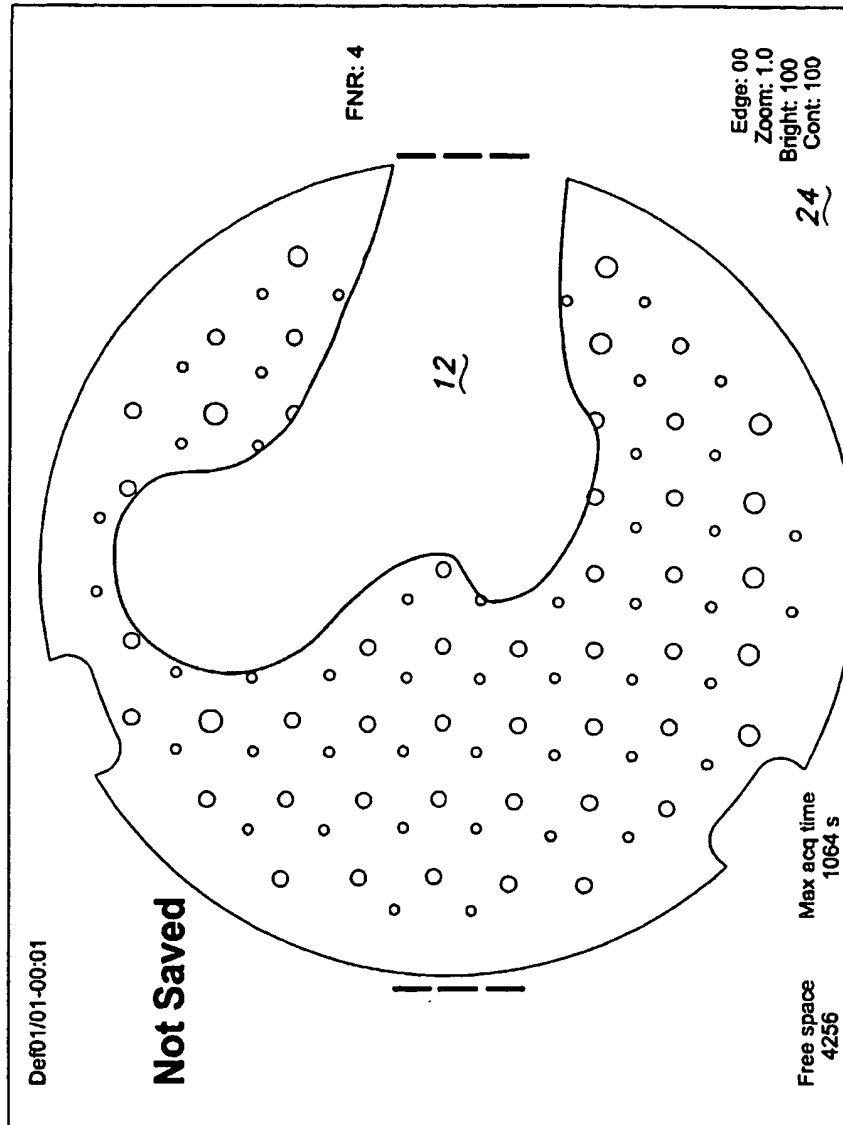 Def01/01-00:01
Not Saved
FNR: 4
12
Free space
4256
Max acq time
1064 s
Edge: 00
Zoom: 1.0
Bright: 100
Cont: 100
24